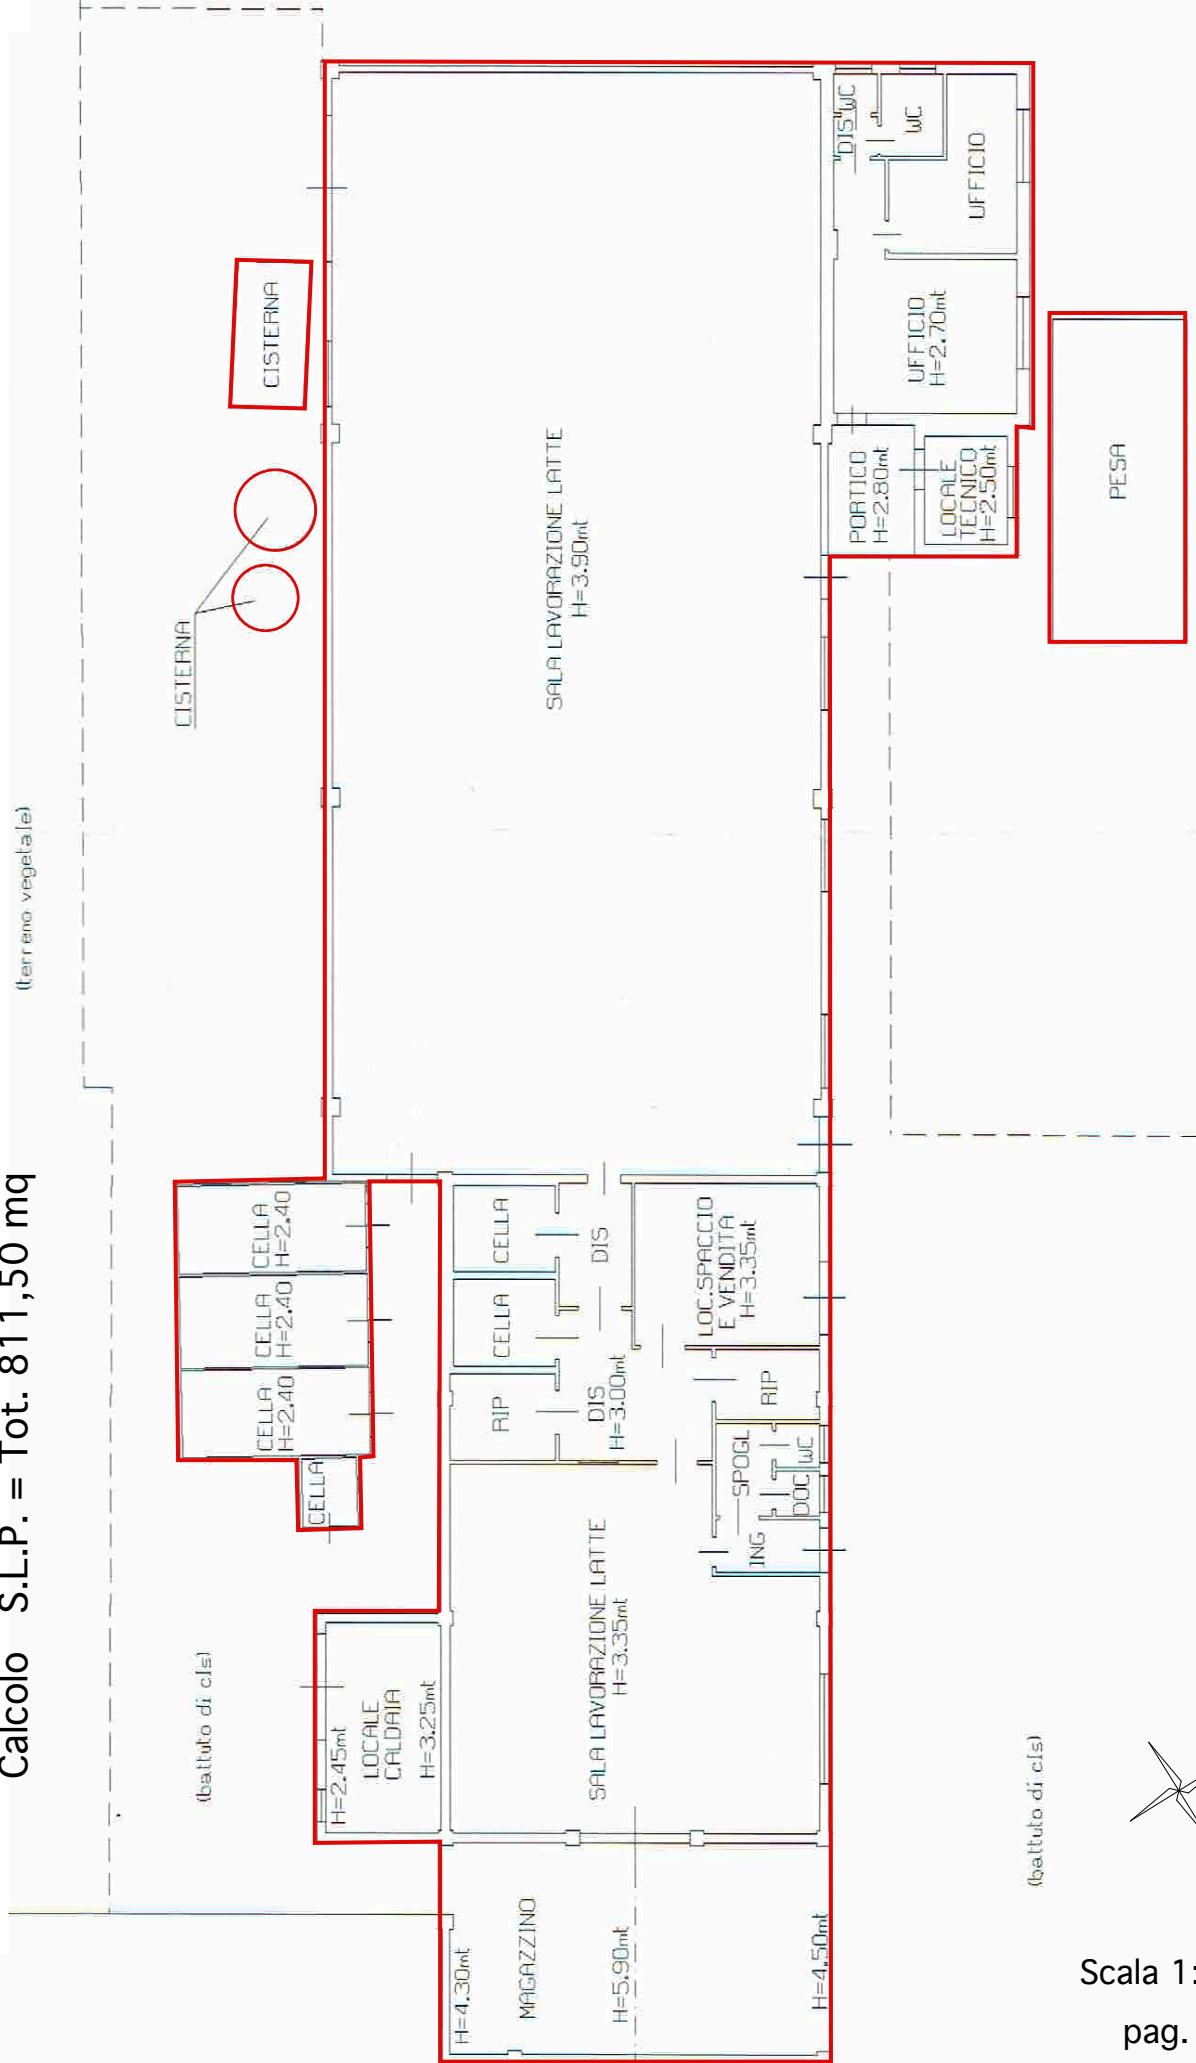 Calcolo S.L.P. = Tot. 811,50 mq
(terreno vegetale)
CISTERNA
CISTERNA
SALA LAVORAZIONE LATTE
H=3.90mt
DIS
WC
WC
UFFICIO
UFFICIO
H=2.70mt
PORTICO
H=2.80mt
LOCALE
TECNICO
H=2.50mt
PESA
CELLA
H=2.40
CELLA
H=2.40
CELLA
H=2.40
CELLA
CELLA
CELLA
RIP
DIS
DIS
H=3.00mt
LOC.SPACCIO
E VENDITA
H=3.35mt
RIP
SPOGL
WC
DOC
ING
SALA LAVORAZIONE LATTE
H=3.35mt
(battuto di cls)
H=2.45mt
LOCALE
CALDAIA
H=3.25mt
H=4.30mt
MAGAZZINO
H=5.90mt
H=4.50mt
(battuto di cls)
Scala 1:
pag.